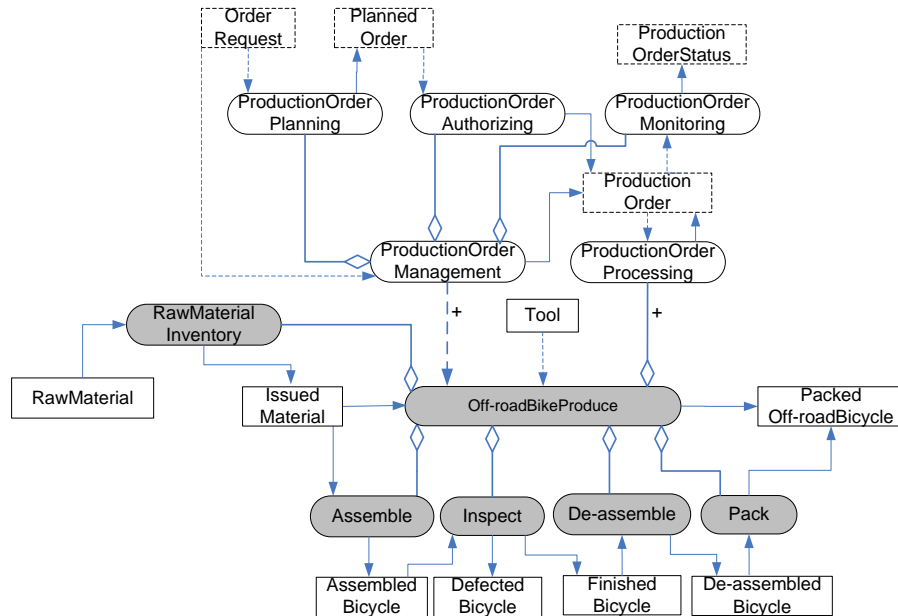 Order
Request
Planned
Order
Production
OrderStatus
ProductionOrder
Planning
ProductionOrder
Authorizing
ProductionOrder
Monitoring
Production
Order
ProductionOrder
Management
ProductionOrder
Processing
RawMaterial
Inventory
+
Tool
+
RawMaterial
Issued
Material
Off-roadBikeProduce
Packed
Off-roadBicycle
Assemble
Inspect
De-assemble
Pack
Assembled
Bicycle
Defected
Bicycle
Finished
Bicycle
De-assembled
Bicycle